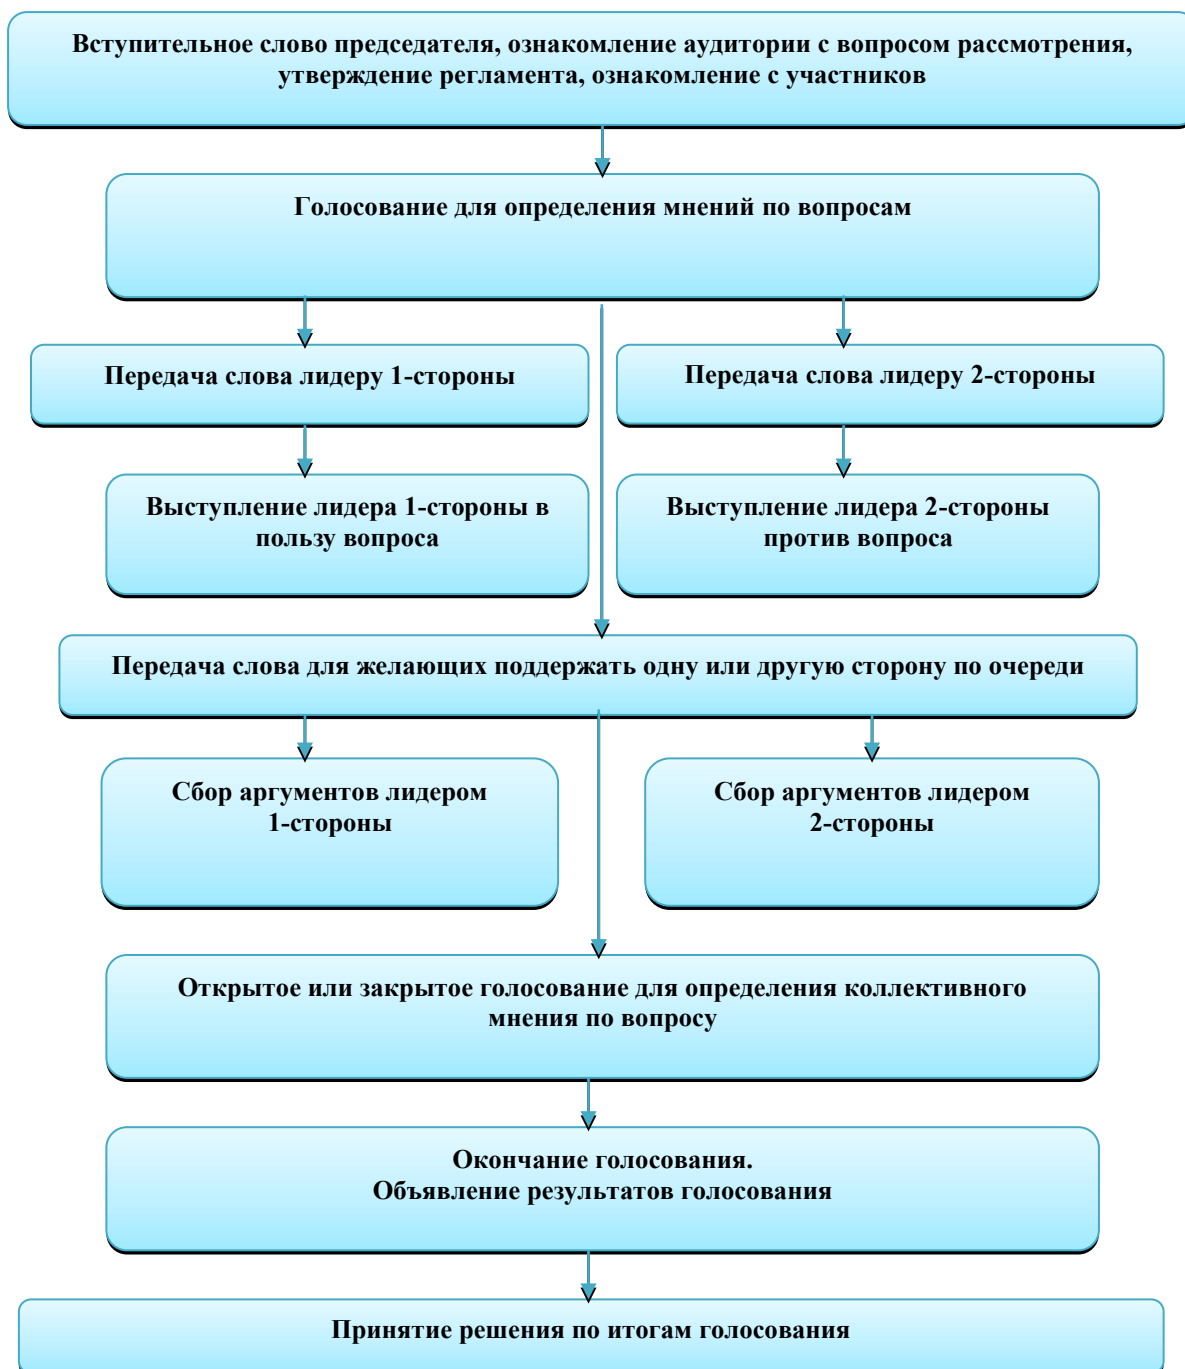 Вступительное слово председателя, ознакомление аудитории с вопросом рассмотрения,
утверждение регламента, ознакомление с участников
Голосование для определения мнений по вопросам
Передача слова лидеру 1-стороны
Передача слова лидеру 2-стороны
Выступление лидера 1-стороны в
пользу вопроса
Выступление лидера 2-стороны
против вопроса
Передача слова для желающих поддержать одну или другую сторону по очереди
Сбор аргументов лидером
1-стороны
Сбор аргументов лидером
2-стороны
Открытое или закрытое голосование для определения коллективного
мнения по вопросу
Окончание голосования.
Объявление результатов голосования
Принятие решения по итогам голосования